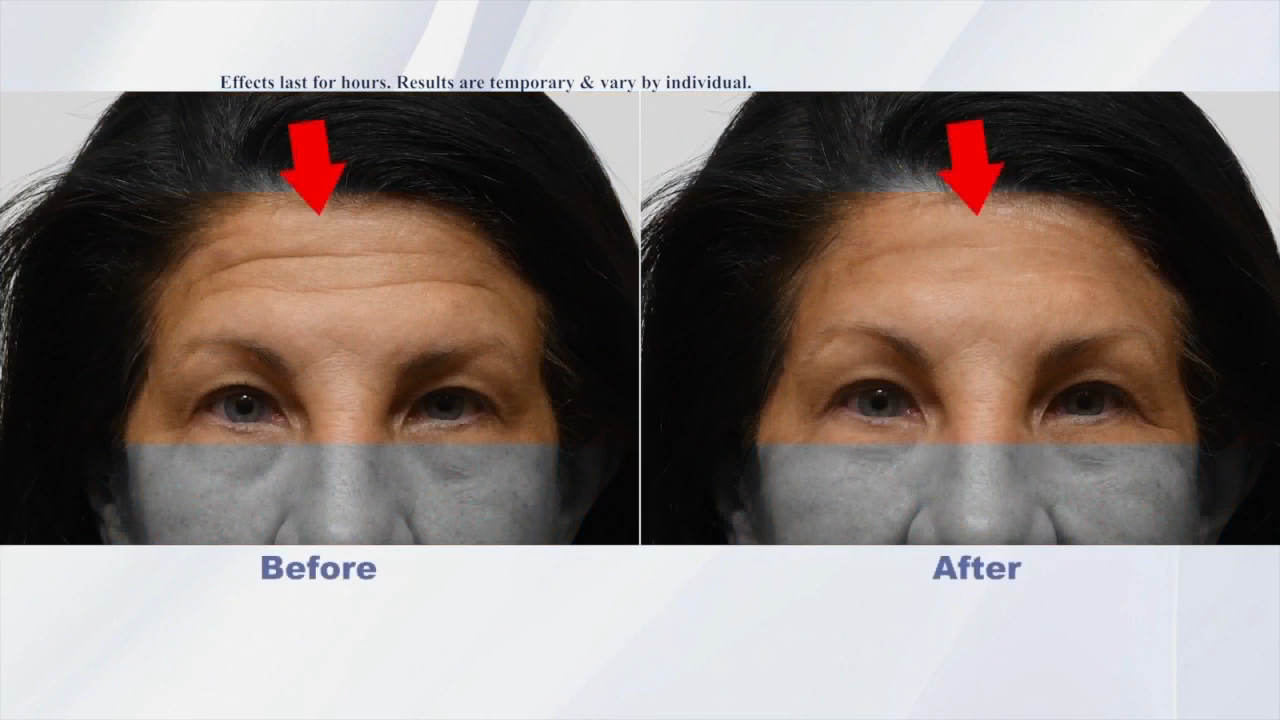 Effects last for hours. Results are temporary & vary by individual.
Before
After